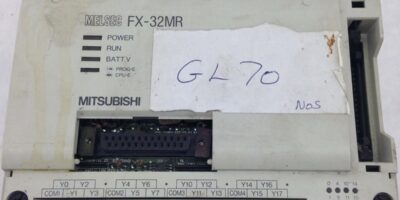 MELSEC FX-32MR
POWER
RUN
BATT.V
PROG-E
CPU-E
MITSUBISHI
GL70
NOS
Y0 Y2 Y4 Y6 Y10 Y12 Y14 Y16
COM1 Y1 Y3 COM2 Y5 Y7 COM3 Y11 Y13 COM4 Y15 Y17